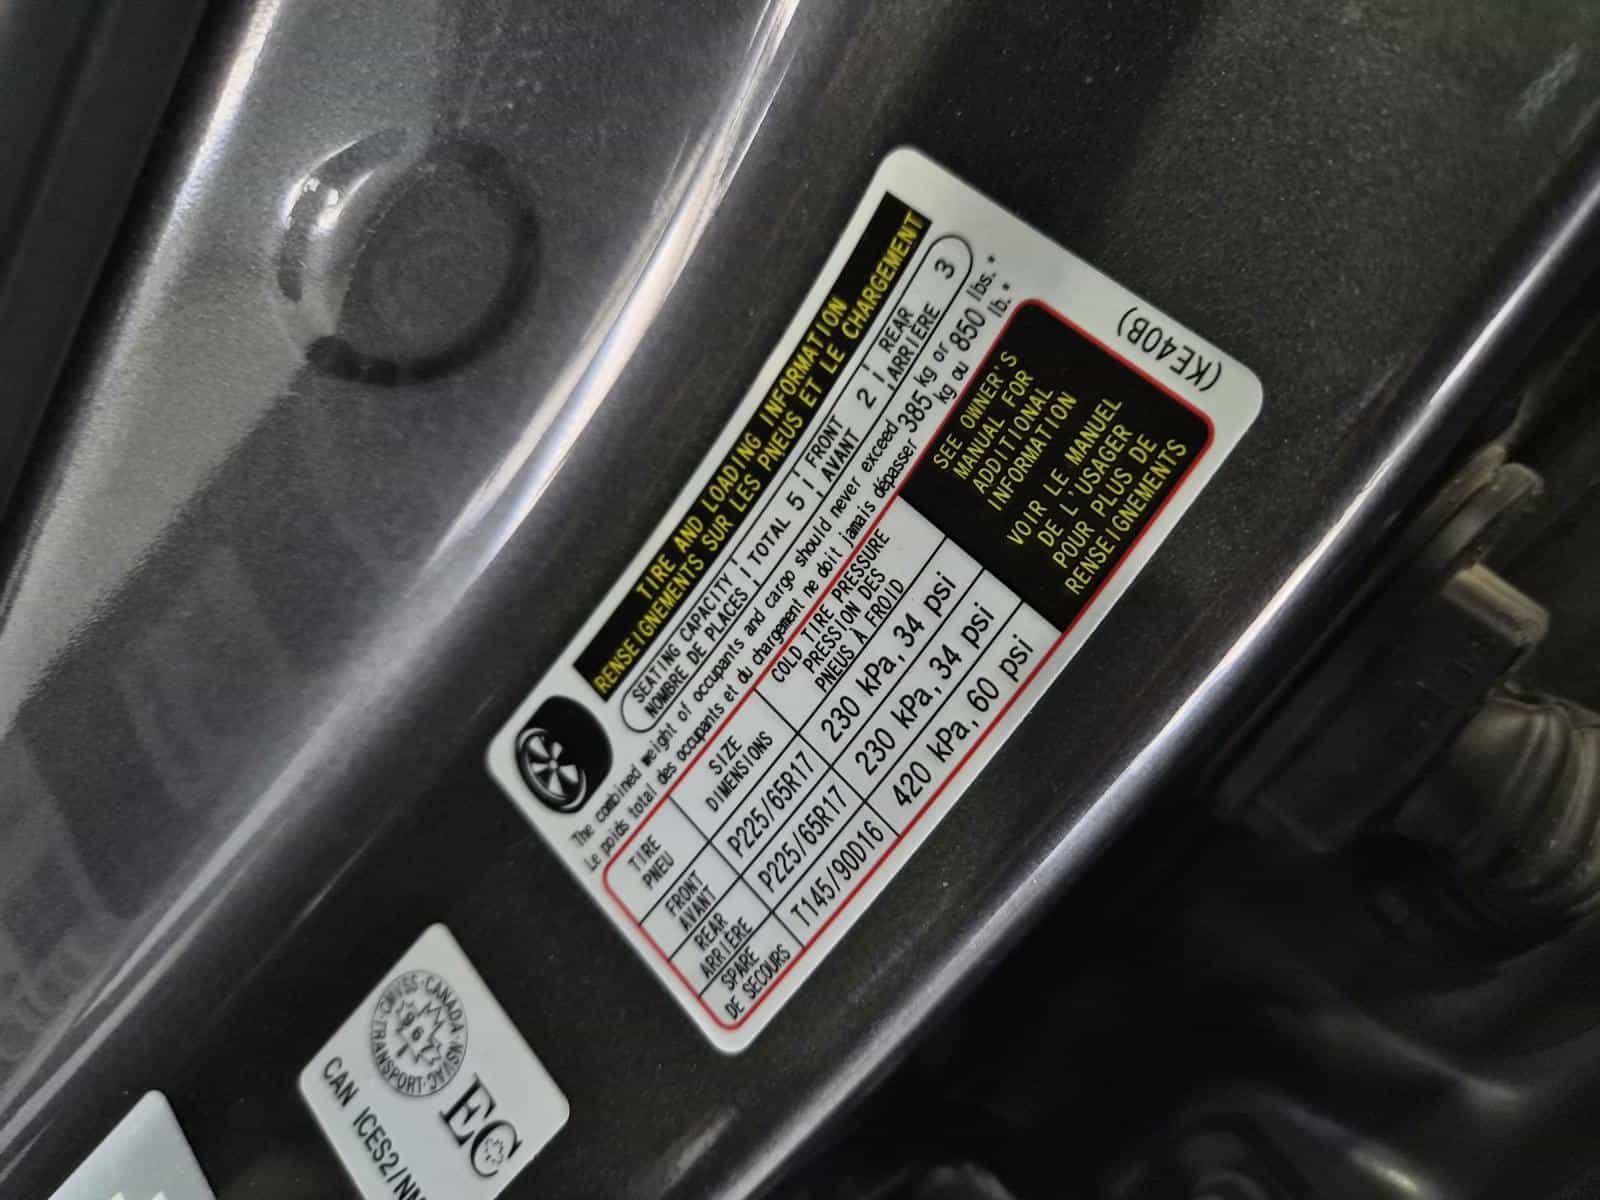 TIRE AND LOADING INFORMATION
RENSEIGNEMENTS SUR LES PNEUS ET LE CHARGEMENT
SEATING CAPACITY TOTAL 5 FRONT 2 REAR 3
NOMBRE DE PLACES AVANT ARRIÈRE
The combined weight of occupants and cargo should never exceed 385 kg or 850 lbs.*
Le poids total des occupants et du chargement ne doit jamais dépasser kg ou lb.*
TIRE SIZE COLD TIRE PRESSURE
PNEU DIMENSIONS PRESSION DES
PNEUS À FROID
FRONT P225/65R17 230 kPa, 34 psi
AVANT
REAR P225/65R17 230 kPa, 34 psi
ARRIÈRE
SPARE T145/90D16 420 kPa, 60 psi
DE SECOURS
SEE OWNER'S
MANUAL FOR
ADDITIONAL
INFORMATION
VOIR LE MANUEL
DE L'USAGER
POUR PLUS DE
RENSEIGNEMENTS
(KE40B)
CMVSS·CANADA·NSVAC
TRANSPORT
EC
CAN ICES2/NM